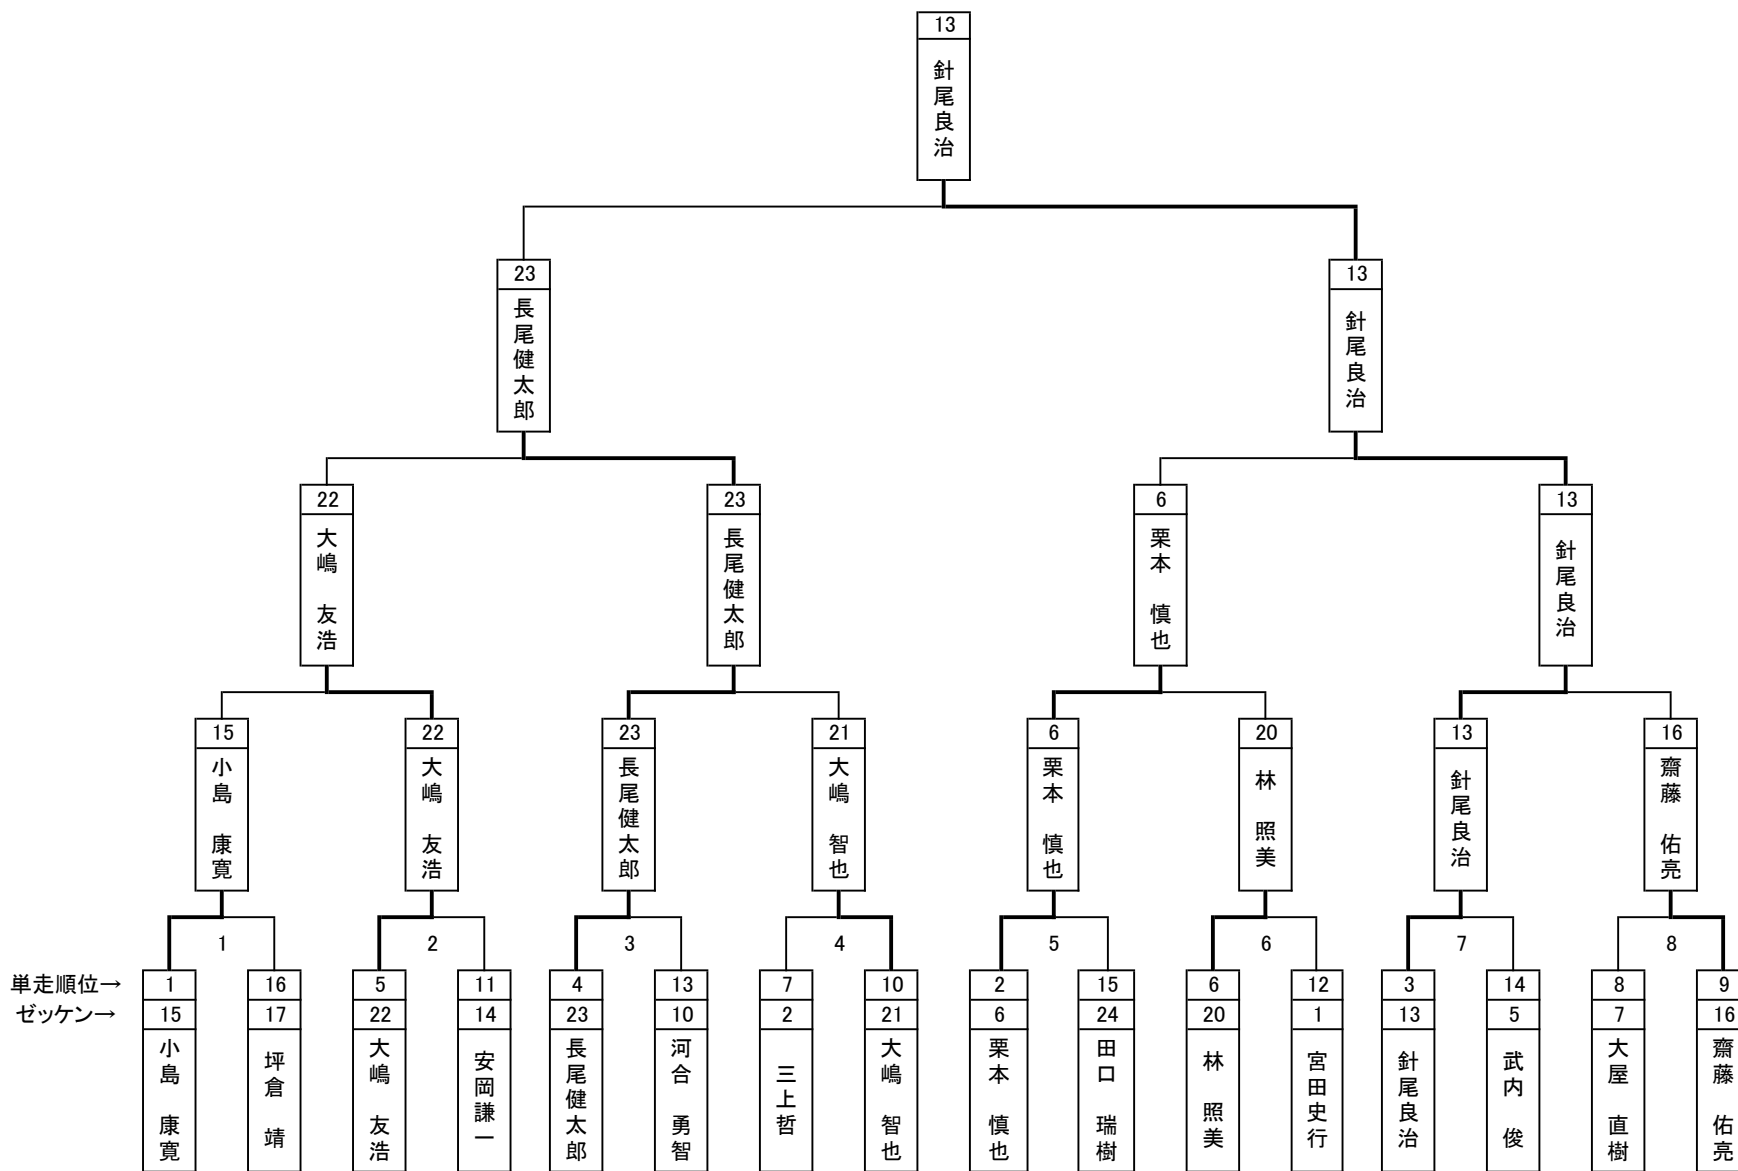 13
針尾良治
23
長尾健太郎
13
針尾良治
22
大嶋　友浩
23
長尾健太郎
6
栗本　慎也
13
針尾良治
15
小島　康寛
22
大嶋　友浩
23
長尾健太郎
21
大嶋　智也
6
栗本　慎也
20
林　照美
13
針尾良治
16
齋藤　佑亮
1 2 3 4 5 6 7 8
単走順位→ 1 16 5 11 4 13 7 10 2 15 6 12 3 14 8 9
ゼッケン→ 15 17 22 14 23 10 2 21 6 24 20 1 13 5 7 16
小島　康寛
坪倉　靖
大嶋　友浩
安岡謙一
長尾健太郎
河合　勇智
三上哲
大嶋　智也
栗本　慎也
田口　瑞樹
林　照美
宮田史行
針尾良治
武内　俊
大屋　直樹
齋藤　佑亮